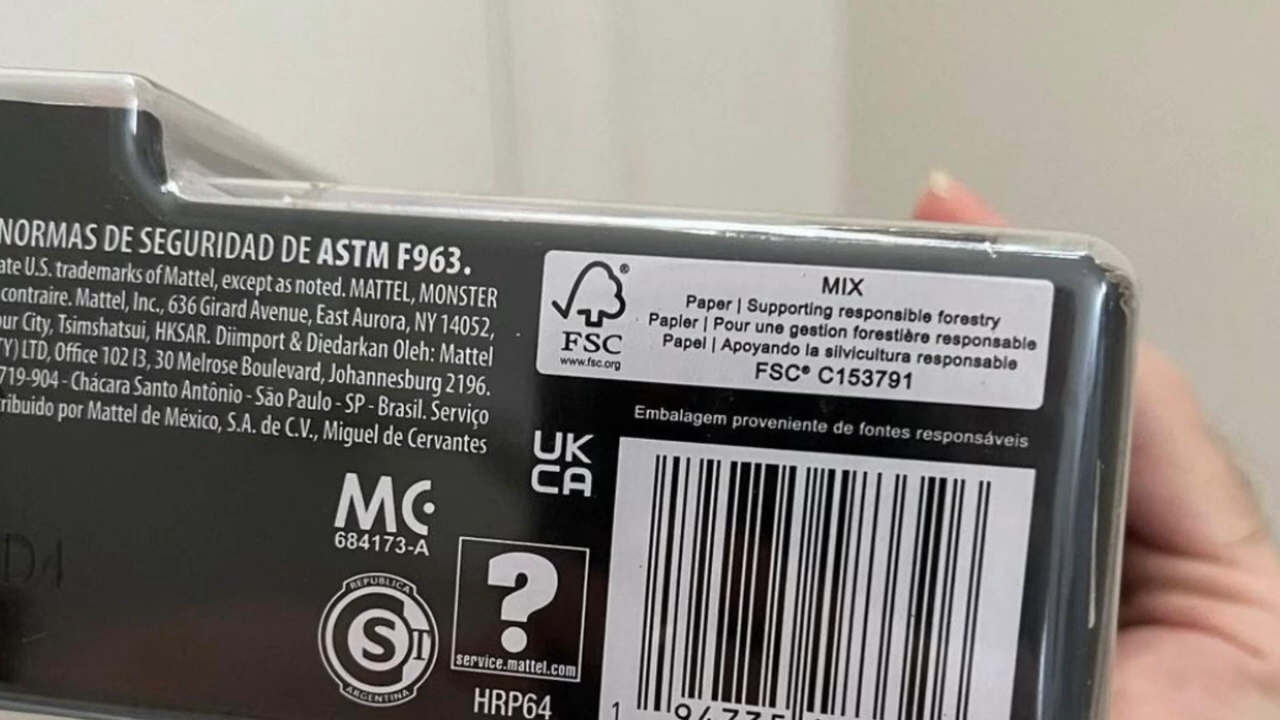 NORMAS DE SEGURIDAD DE ASTM F963.
ate U.S. trademarks of Mattel, except as noted. MATTEL, MONSTER
contraire. Mattel, Inc., 636 Girard Avenue, East Aurora, NY 14052,
our City, Tsimshatsui, HKSAR. Diimport & Diedarkan Oleh: Mattel
TY) LTD, Office 102 I3, 30 Melrose Boulevard, Johannesburg 2196.
719-904 - Chácara Santo Antônio - São Paulo - SP - Brasil. Serviço
ribuido por Mattel de México, S.A. de C.V., Miguel de Cervantes
FSC
www.fsc.org
MIX
Paper | Supporting responsible forestry
Papier | Pour une gestion forestière responsable
Papel | Apoyando la silvicultura responsable
FSC® C153791
Embalagem proveniente de fontes responsáveis
UK
CA
MC
684173-A
D4
REPUBLICA
S T
ARGENTINA
?
service.mattel.com
HRP64
1 94735